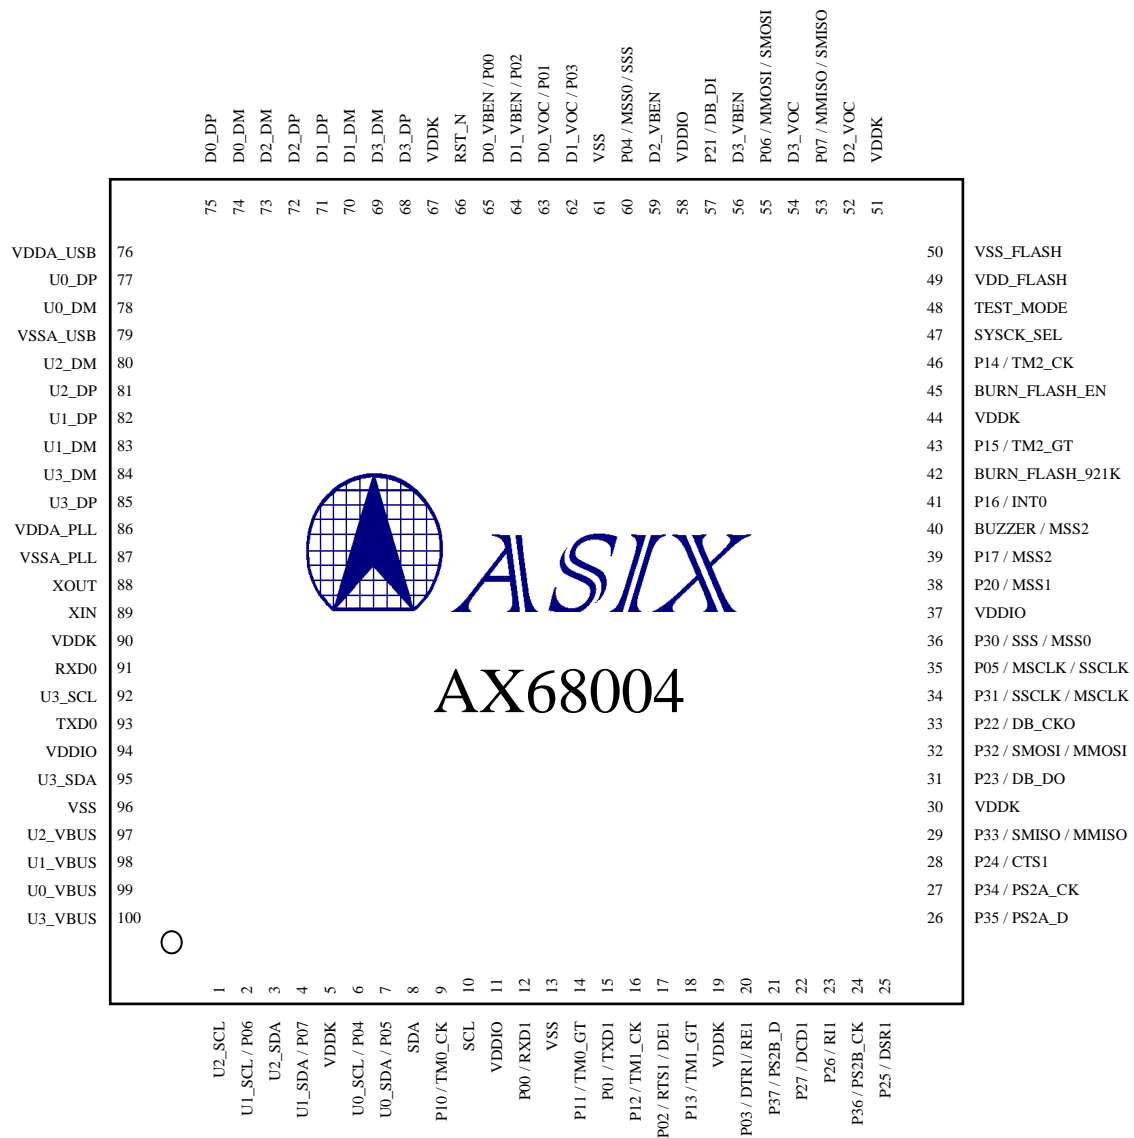 D0_DP
D0_DM
D2_DM
D2_DP
D1_DP
D1_DM
D3_DM
D3_DP
VDDK
RST_N
D0_VBEN / P00
D1_VBEN / P02
D0_VOC / P01
D1_VOC / P03
VSS
P04 / MSS0 / SSS
D2_VBEN
VDDIO
P21 / DB_DI
D3_VBEN
P06 / MMOSI / SMOSI
D3_VOC
P07 / MMISO / SMISO
D2_VOC
VDDK
75
74
73
72
71
70
69
68
67
66
65
64
63
62
61
60
59
58
57
56
55
54
53
52
51
VDDA_USB 76
U0_DP 77
U0_DM 78
VSSA_USB 79
U2_DM 80
U2_DP 81
U1_DP 82
U1_DM 83
U3_DM 84
U3_DP 85
VDDA_PLL 86
VSSA_PLL 87
XOUT 88
XIN 89
VDDK 90
RXD0 91
U3_SCL 92
TXD0 93
VDDIO 94
U3_SDA 95
VSS 96
U2_VBUS 97
U1_VBUS 98
U0_VBUS 99
U3_VBUS 100
ASIX
AX68004
50 VSS_FLASH
49 VDD_FLASH
48 TEST_MODE
47 SYSCK_SEL
46 P14 / TM2_CK
45 BURN_FLASH_EN
44 VDDK
43 P15 / TM2_GT
42 BURN_FLASH_921K
41 P16 / INT0
40 BUZZER / MSS2
39 P17 / MSS2
38 P20 / MSS1
37 VDDIO
36 P30 / SSS / MSS0
35 P05 / MSCLK / SSCLK
34 P31 / SSCLK / MSCLK
33 P22 / DB_CKO
32 P32 / SMOSI / MMOSI
31 P23 / DB_DO
30 VDDK
29 P33 / SMISO / MMISO
28 P24 / CTS1
27 P34 / PS2A_CK
26 P35 / PS2A_D
1
2
3
4
5
6
7
8
9
10
11
12
13
14
15
16
17
18
19
20
21
22
23
24
25
U2_SCL
U1_SCL / P06
U2_SDA
U1_SDA / P07
VDDK
U0_SCL / P04
U0_SDA / P05
SDA
P10 / TM0_CK
SCL
VDDIO
P00 / RXD1
VSS
P11 / TM0_GT
P01 / TXD1
P12 / TM1_CK
P02 / RTS1 / DE1
P13 / TM1_GT
VDDK
P03 / DTR1/ RE1
P37 / PS2B_D
P27 / DCD1
P26 / RI1
P36 / PS2B_CK
P25 / DSR1